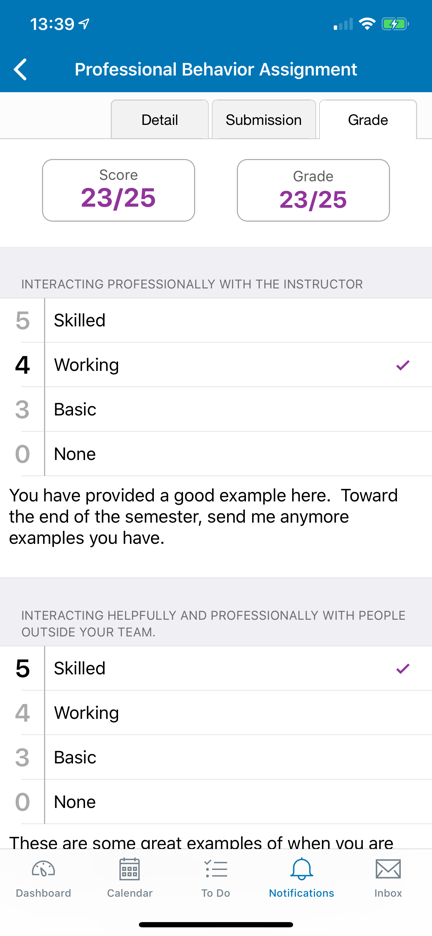 13:39
Professional Behavior Assignment
Detail Submission Grade
Score Grade
23/25 23/25
INTERACTING PROFESSIONALLY WITH THE INSTRUCTOR
5 Skilled
4 Working
3 Basic
0 None
You have provided a good example here.  Toward
the end of the semester, send me anymore
examples you have.
INTERACTING HELPFULLY AND PROFESSIONALLY WITH PEOPLE
OUTSIDE YOUR TEAM.
5 Skilled
4 Working
3 Basic
0 None
These are some great examples of when you are
Dashboard Calendar To Do Notifications Inbox